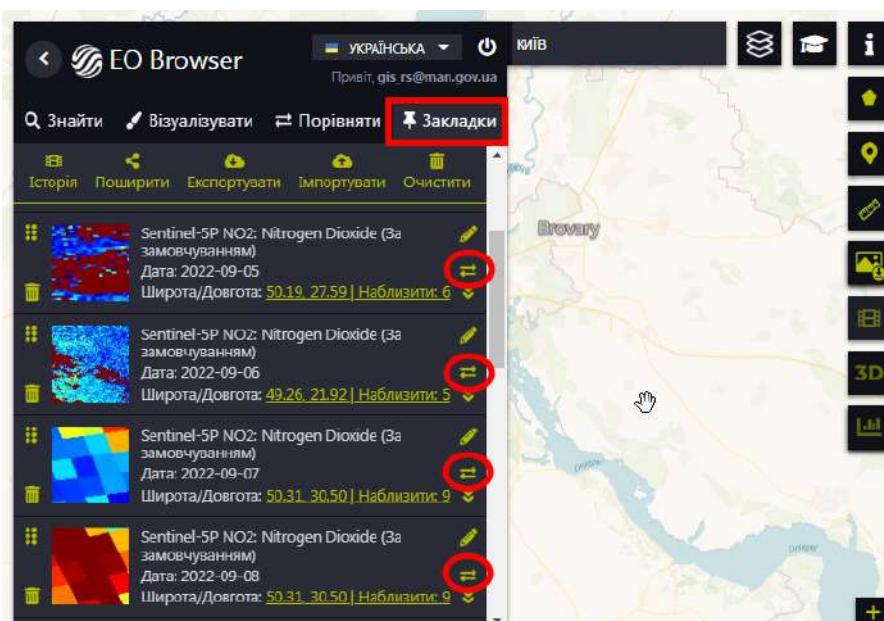 EO Browser
УКРАЇНСЬКА
Привіт, gis_rs@man.gov.ua
київ
Знайти Візуалізувати Порівняти Закладки
Історія Поширити Експортувати Імпортувати Очистити
Sentinel-5P NO2: Nitrogen Dioxide (За
замовчуванням)
Дата: 2022-09-05
Широта/Довгота: 50.19, 27.59 | Наблизити: 6
Sentinel-5P NO2: Nitrogen Dioxide (За
замовчуванням)
Дата: 2022-09-06
Широта/Довгота: 49.26, 21.92 | Наблизити: 5
Sentinel-5P NO2: Nitrogen Dioxide (За
замовчуванням)
Дата: 2022-09-07
Широта/Довгота: 50.31, 30.50 | Наблизити: 9
Sentinel-5P NO2: Nitrogen Dioxide (За
замовчуванням)
Дата: 2022-09-08
Широта/Довгота: 50.31, 30.50 | Наблизити: 9
Brovary
3D